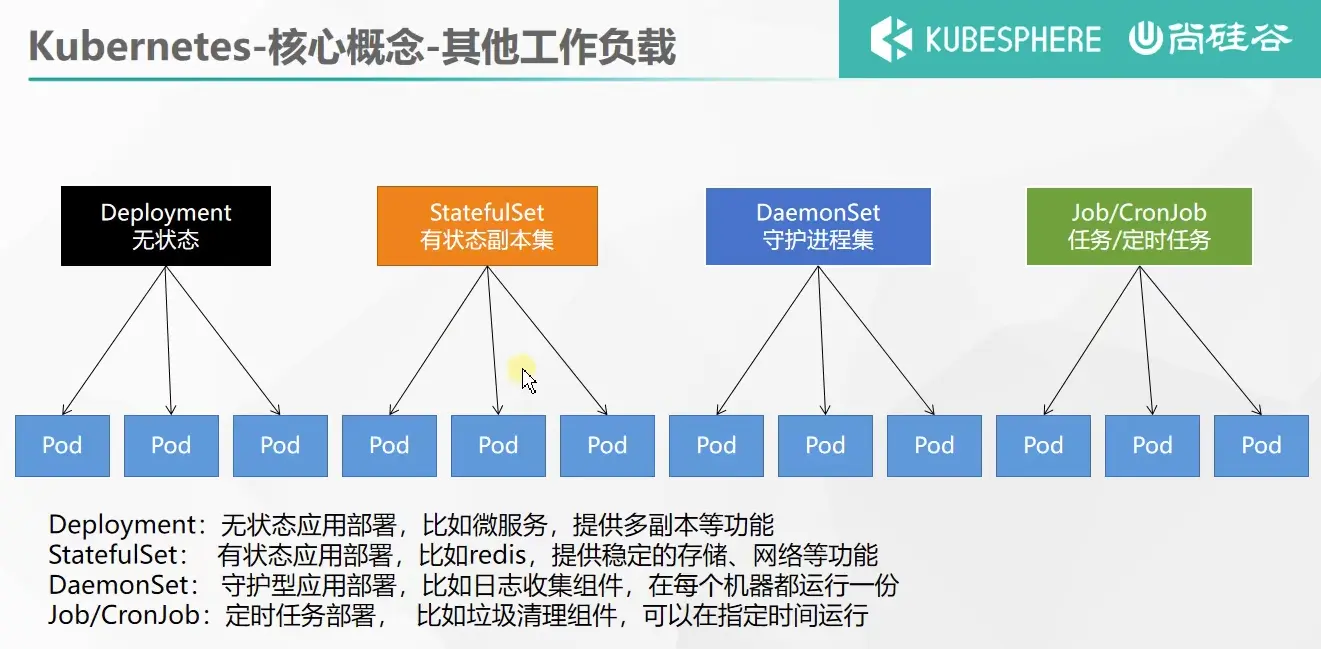 Kubernetes-核心概念-其他工作负载
KUBESPHERE
尚硅谷
Deployment
无状态
StatefulSet
有状态副本集
DaemonSet
守护进程集
Job/CronJob
任务/定时任务
Pod
Pod
Pod
Pod
Pod
Pod
Pod
Pod
Pod
Pod
Pod
Pod
Deployment：无状态应用部署，比如微服务，提供多副本等功能
StatefulSet： 有状态应用部署，比如redis，提供稳定的存储、网络等功能
DaemonSet： 守护型应用部署，比如日志收集组件，在每个机器都运行一份
Job/CronJob：定时任务部署， 比如垃圾清理组件，可以在指定时间运行